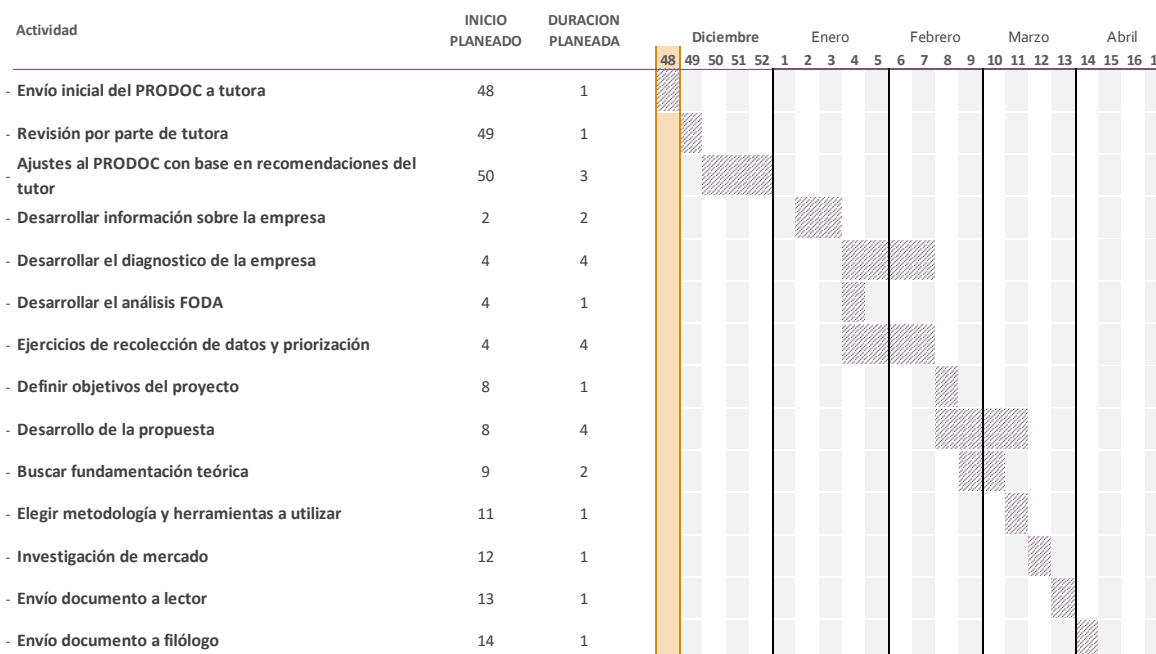 Actividad INICIO PLANEADO DURACION PLANEADA
Diciembre Enero Febrero Marzo Abril
48 49 50 51 52 1 2 3 4 5 6 7 8 9 10 11 12 13 14 15 16
- Envío inicial del PRODOC a tutora 48 1
- Revisión por parte de tutora 49 1
- Ajustes al PRODOC con base en recomendaciones del
tutor 50 3
- Desarrollar información sobre la empresa 2 2
- Desarrollar el diagnostico de la empresa 4 4
- Desarrollar el análisis FODA 4 1
- Ejercicios de recolección de datos y priorización 4 4
- Definir objetivos del proyecto 8 1
- Desarrollo de la propuesta 8 4
- Buscar fundamentación teórica 9 2
- Elegir metodología y herramientas a utilizar 11 1
- Investigación de mercado 12 1
- Envío documento a lector 13 1
- Envío documento a filólogo 14 1